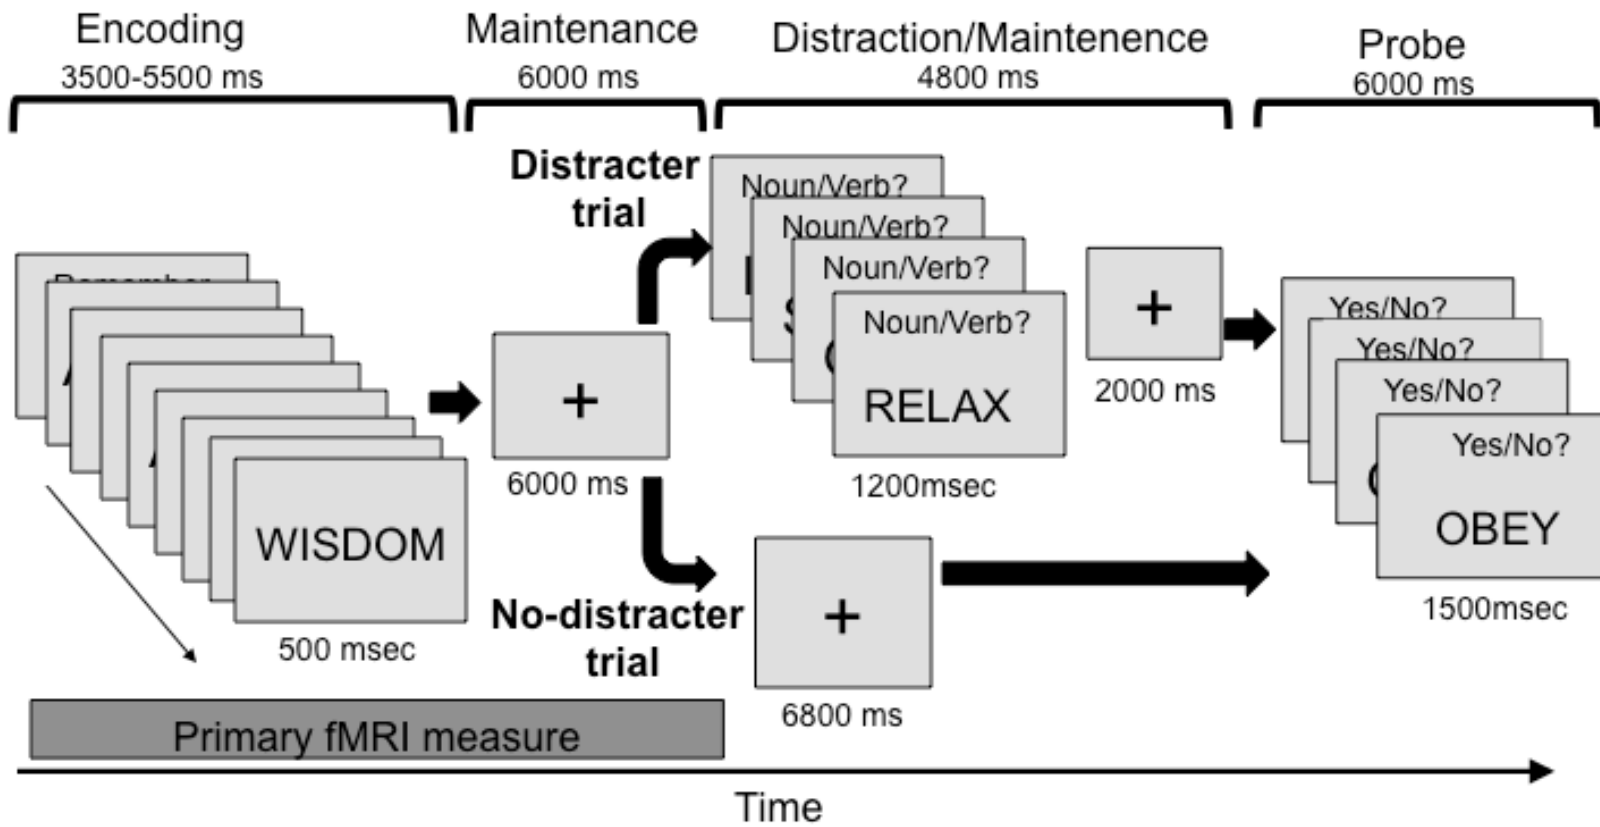 Encoding
3500-5500 ms
Maintenance
6000 ms
Distraction/Maintenence
4800 ms
Probe
6000 ms
Distracter
trial
Noun/Verb?
Noun/Verb?
Noun/Verb?
Noun/Verb?
RELAX
1200msec
+
2000 ms
Yes/No?
Yes/No?
Yes/No?
Yes/No?
OBEY
1500msec
WISDOM
500 msec
+
6000 ms
No-distracter
trial
+
6800 ms
Primary fMRI measure
Time